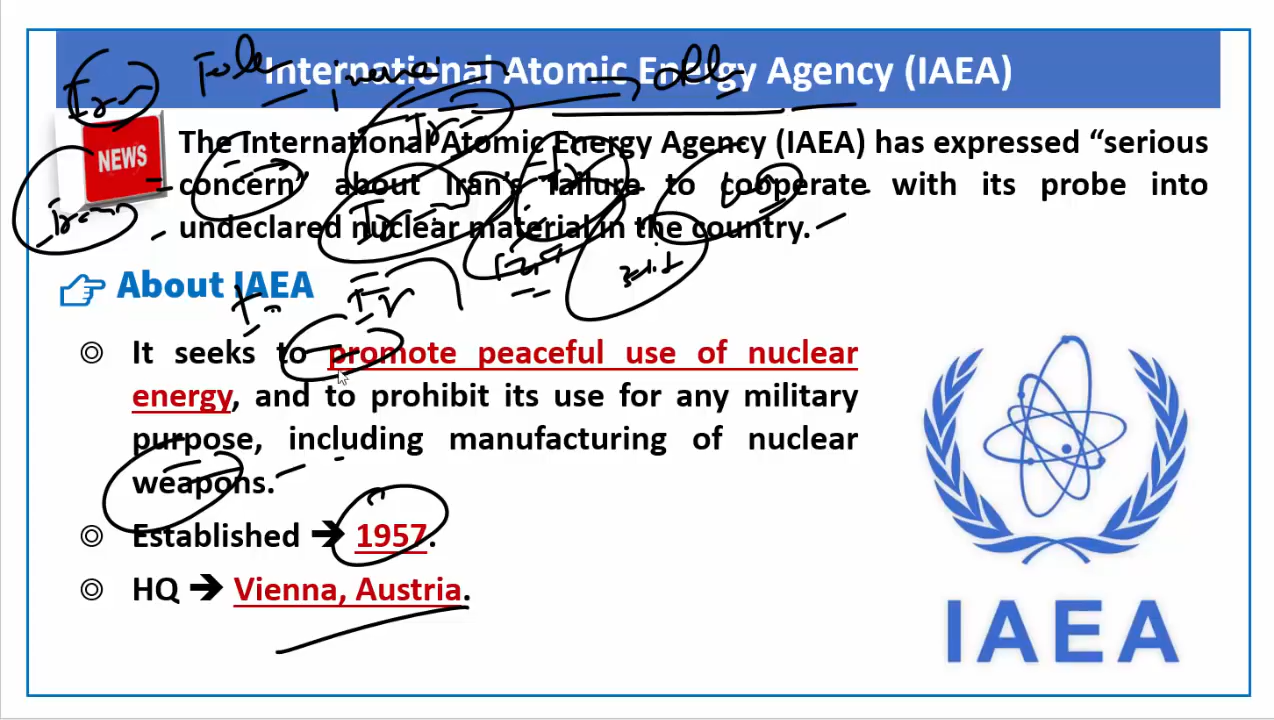 International Atomic Energy Agency (IAEA)
NEWS
The International Atomic Energy Agency (IAEA) has expressed “serious
concern” about Iran’s failure to cooperate with its probe into
undeclared nuclear material in the country.
About IAEA
◎ It seeks to promote peaceful use of nuclear
energy, and to prohibit its use for any military
purpose, including manufacturing of nuclear
weapons.
◎ Established ➔ 1957.
◎ HQ ➔ Vienna, Austria.
IAEA